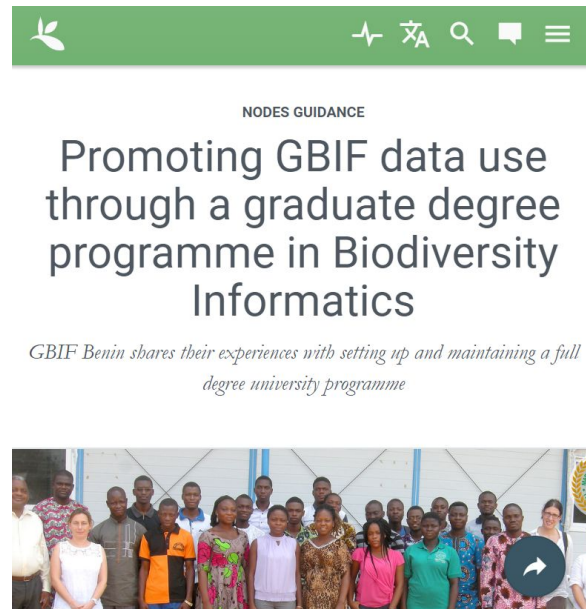 NODES GUIDANCE
Promoting GBIF data use
through a graduate degree
programme in Biodiversity
Informatics
GBIF Benin shares their experiences with setting up and maintaining a full
degree university programme